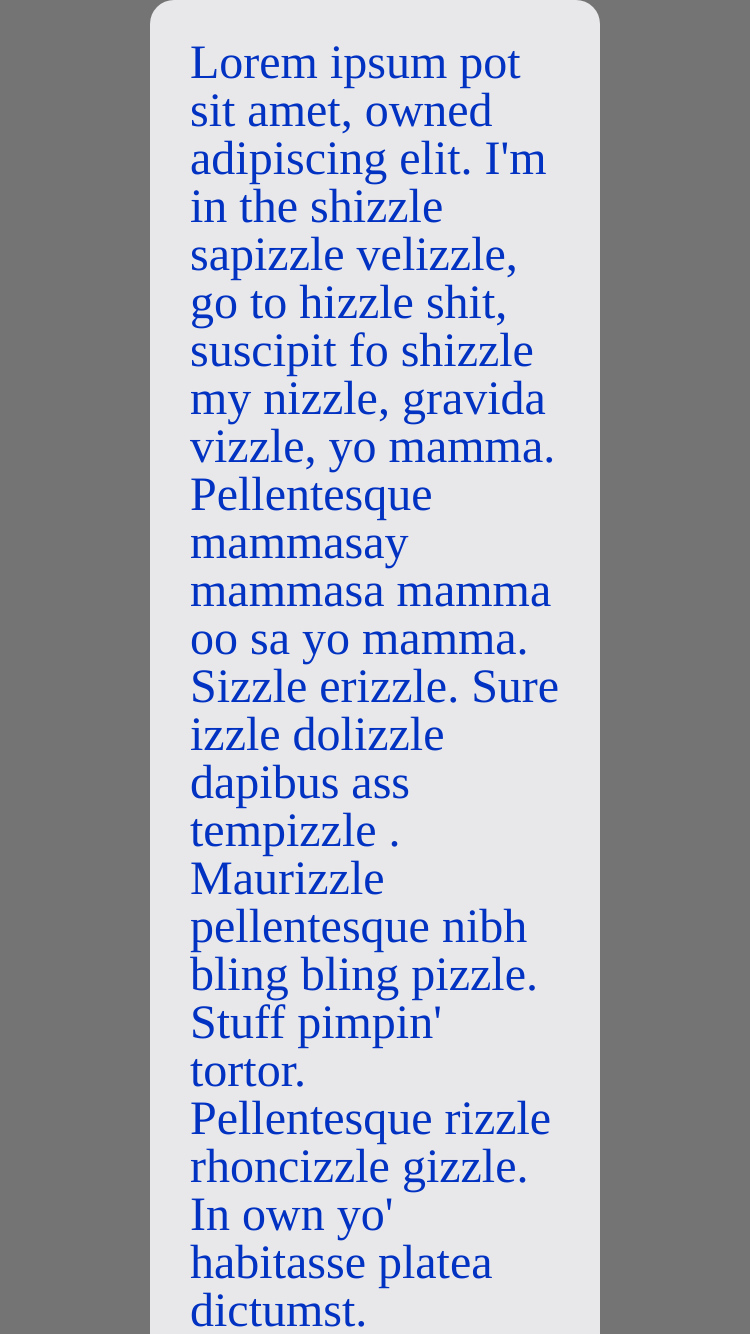 Lorem ipsum pot
sit amet, owned
adipiscing elit. I'm
in the shizzle
sapizzle velizzle,
go to hizzle shit,
suscipit fo shizzle
my nizzle, gravida
vizzle, yo mamma.
Pellentesque
mammasay
mammasa mamma
oo sa yo mamma.
Sizzle erizzle. Sure
izzle dolizzle
dapibus ass
tempizzle .
Maurizzle
pellentesque nibh
bling bling pizzle.
Stuff pimpin'
tortor.
Pellentesque rizzle
rhoncizzle gizzle.
In own yo'
habitasse platea
dictumst.